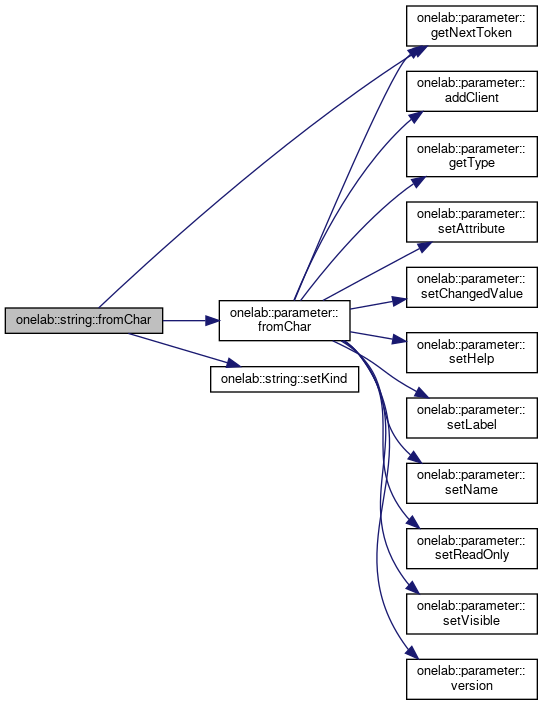 onelab::string::fromChar
onelab::parameter::
fromChar
onelab::string::setKind
onelab::parameter::
getNextToken
onelab::parameter::
addClient
onelab::parameter::
getType
onelab::parameter::
setAttribute
onelab::parameter::
setChangedValue
onelab::parameter::
setHelp
onelab::parameter::
setLabel
onelab::parameter::
setName
onelab::parameter::
setReadOnly
onelab::parameter::
setVisible
onelab::parameter::
version